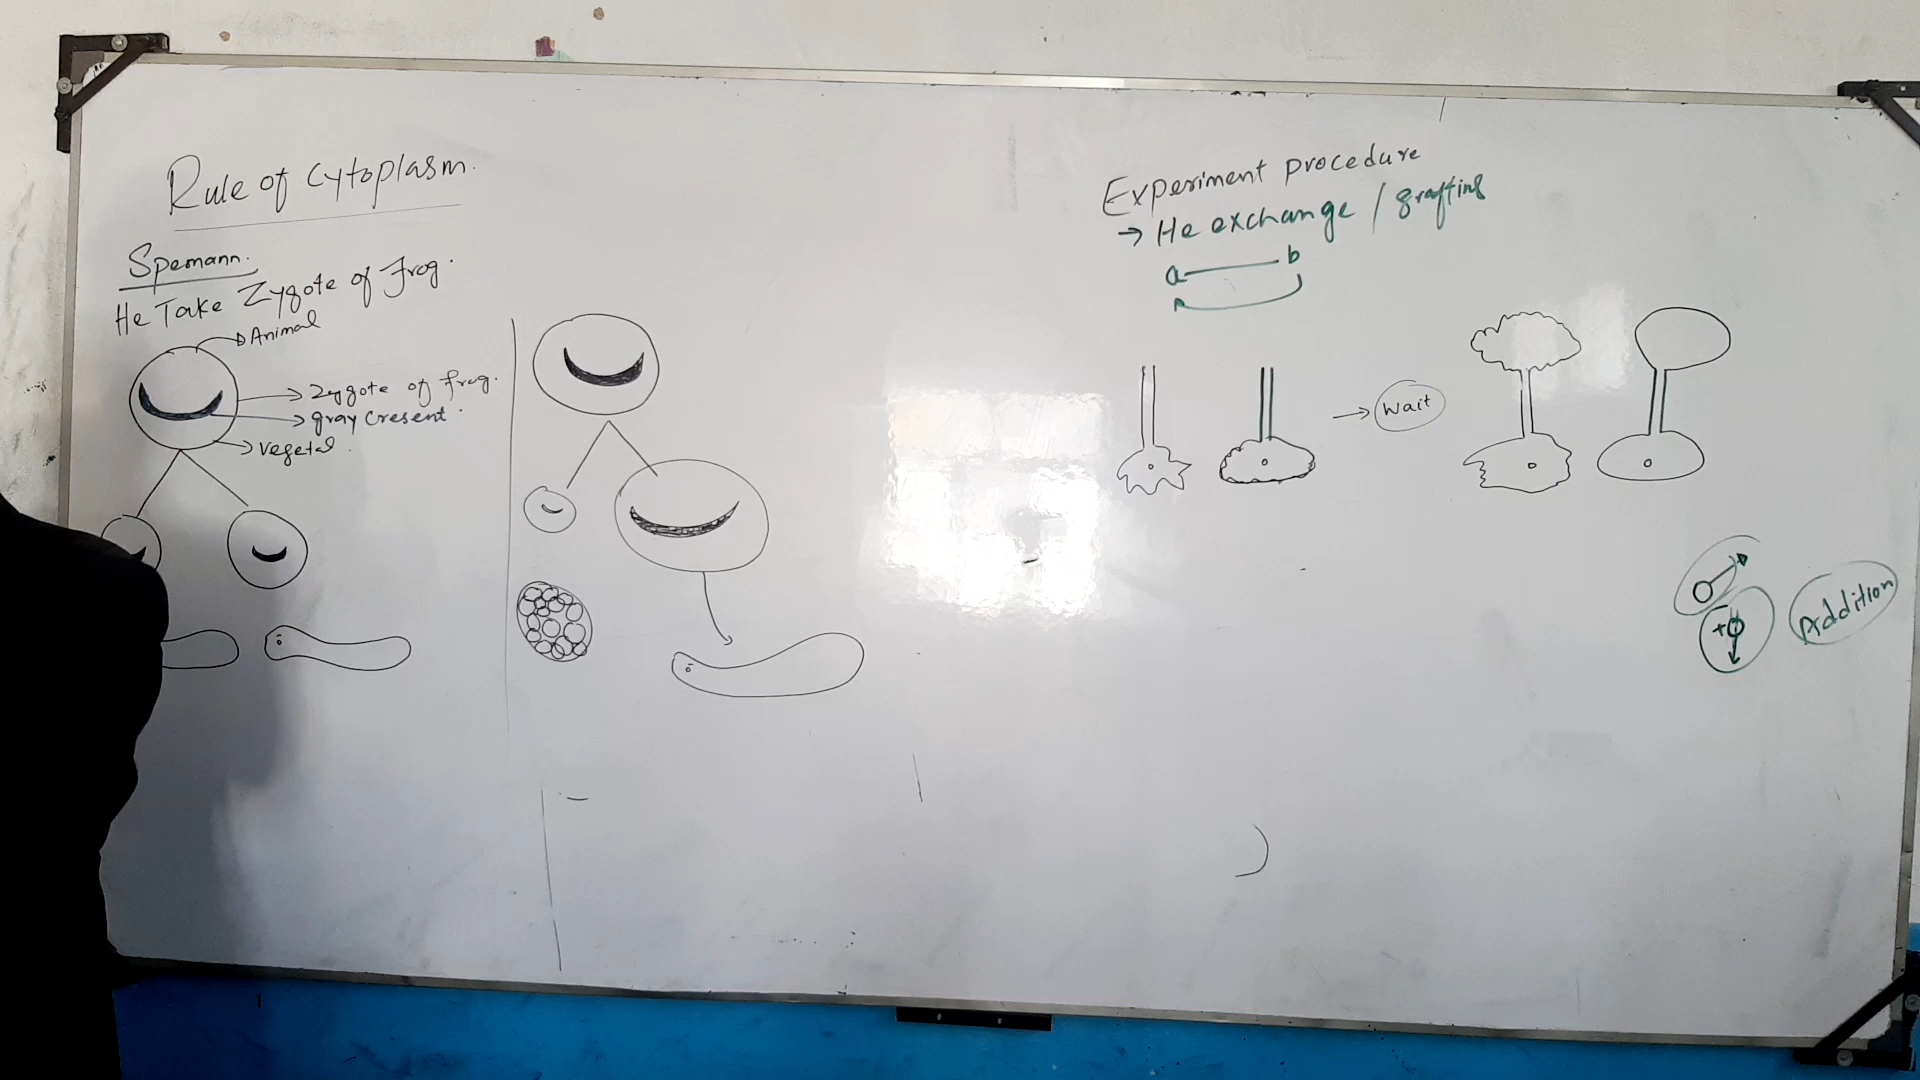 Rule of Cytoplasm.
Spemann.
He Take Zygote of Frog.
Animal
Zygote of frog.
gray Cresent.
Vegetal.
Experiment procedure
→ He exchange / grafting
a b
→ Wait
+
Addition